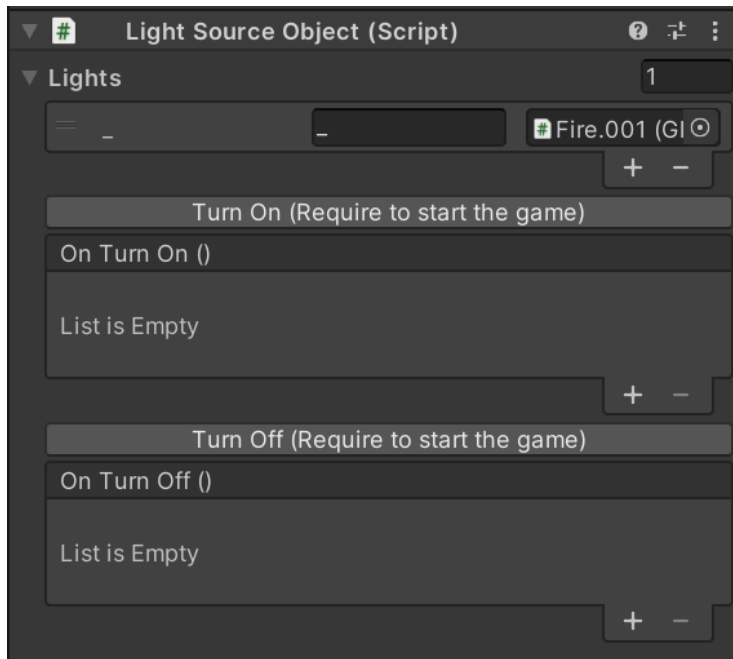 # Light Source Object (Script)
Lights 1
_ _ # Fire.001 (Gl
+ −
Turn On (Require to start the game)
On Turn On ()
List is Empty
+ −
Turn Off (Require to start the game)
On Turn Off ()
List is Empty
+ −